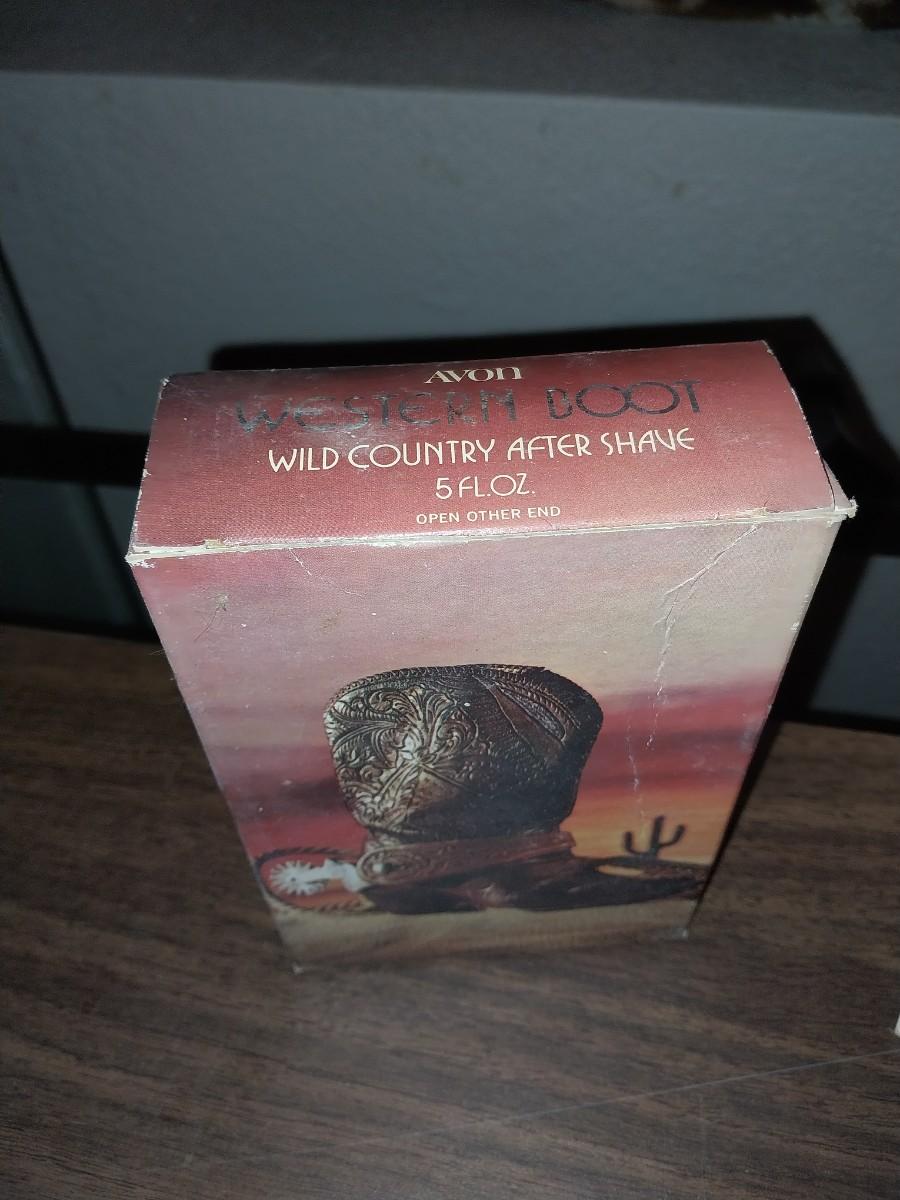 AVON
WESTERN BOOT
WILD COUNTRY AFTER SHAVE
5 FL.OZ.
OPEN OTHER END